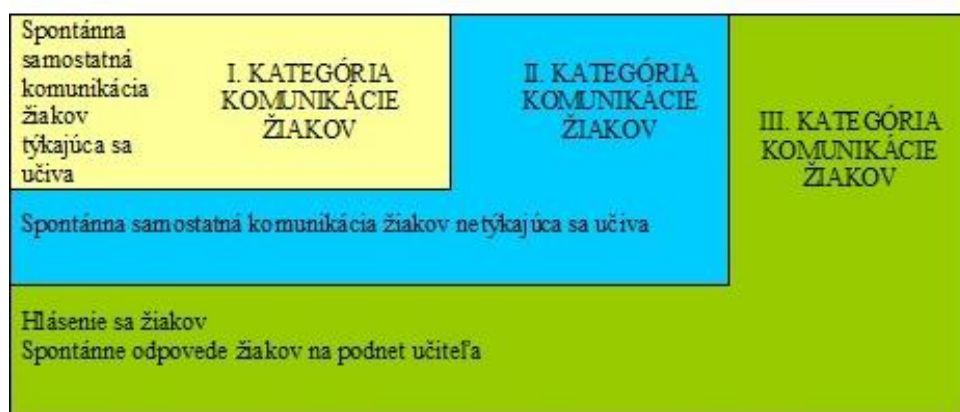 Spontánna
samostatná
komunikácia
žiakov
týkajúca sa
učiva
I. KATEGÓRIA
KOMUNIKÁCIE
ŽIAKOV
II. KATEGÓRIA
KOMUNIKÁCIE
ŽIAKOV
III. KATEGÓRIA
KOMUNIKÁCIE
ŽIAKOV
Spontánna samostatná komunikácia žiakov netýkajúca sa učiva
Hlásenie sa žiakov
Spontánne odpovede žiakov na podnet učiteľa